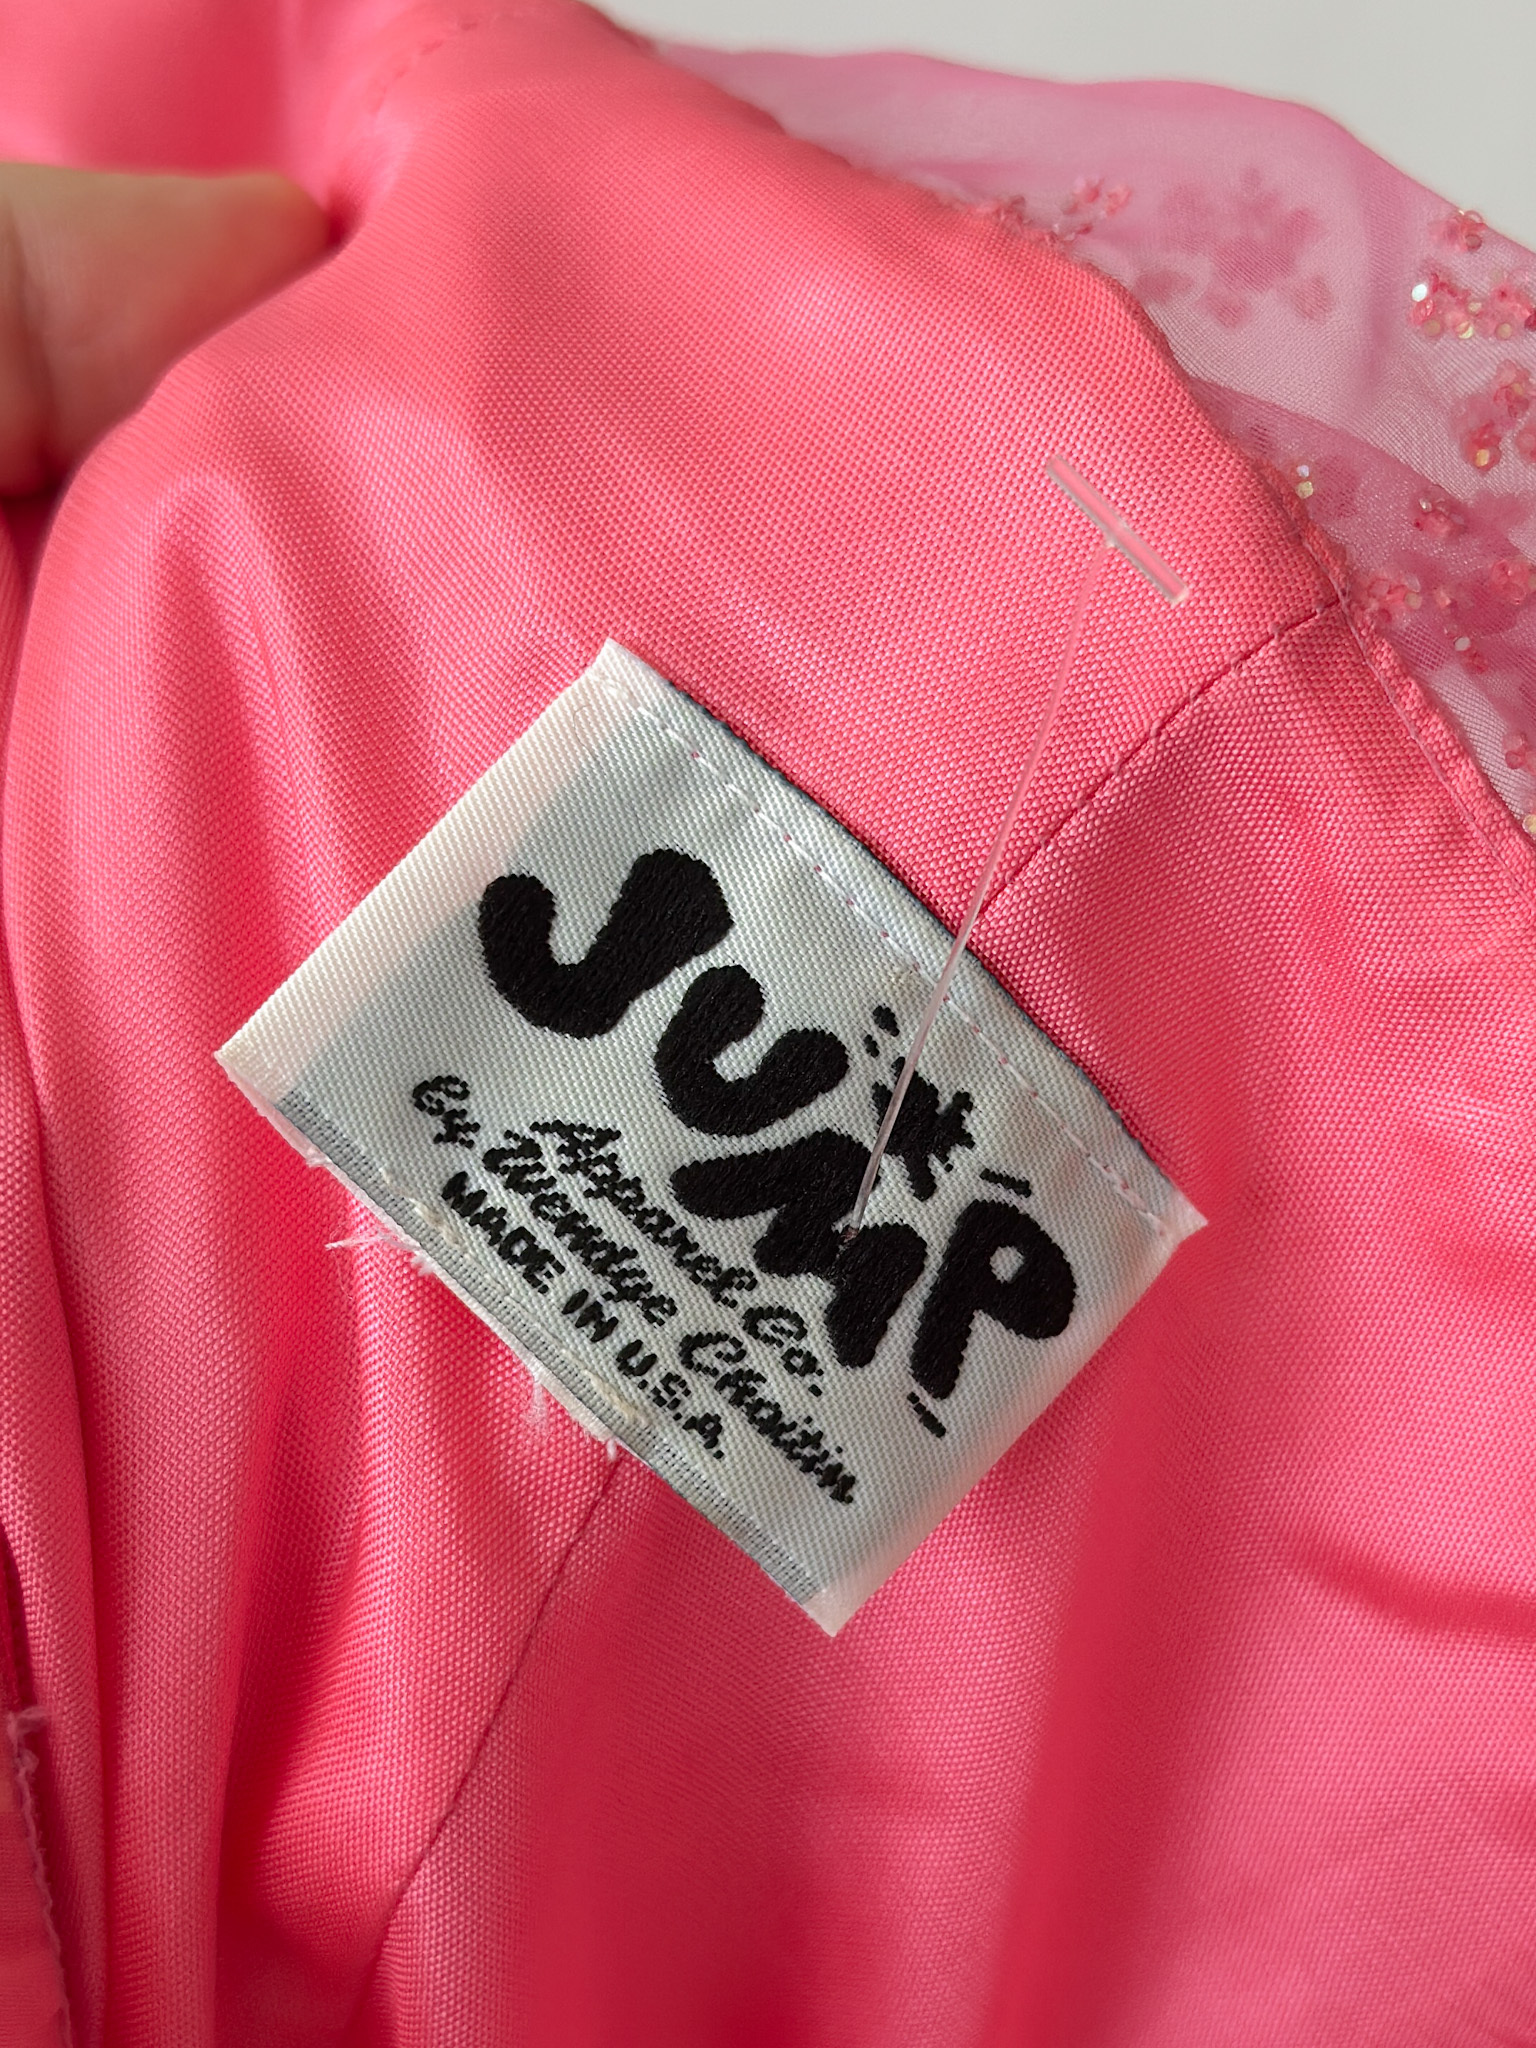 JUMP
Apparel Co.
by Wendye Chaitin
MADE IN U.S.A.